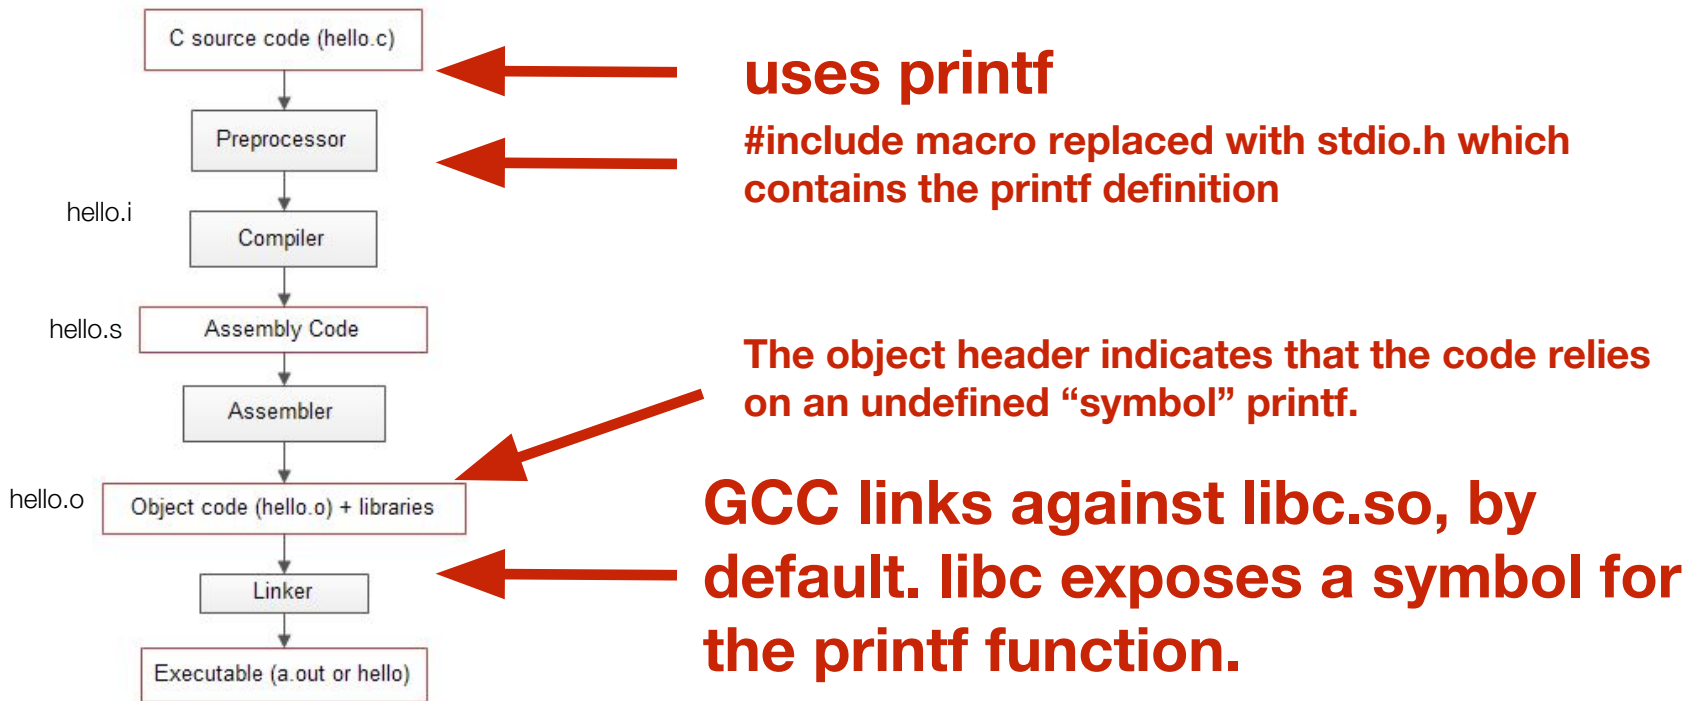 C source code (hello.c)
uses printf
Preprocessor
#include macro replaced with stdio.h which
contains the printf definition
hello.i
Compiler
hello.s
Assembly Code
The object header indicates that the code relies
on an undefined “symbol” printf.
Assembler
hello.o
Object code (hello.o) + libraries
GCC links against libc.so, by
default. libc exposes a symbol for
the printf function.
Linker
Executable (a.out or hello)